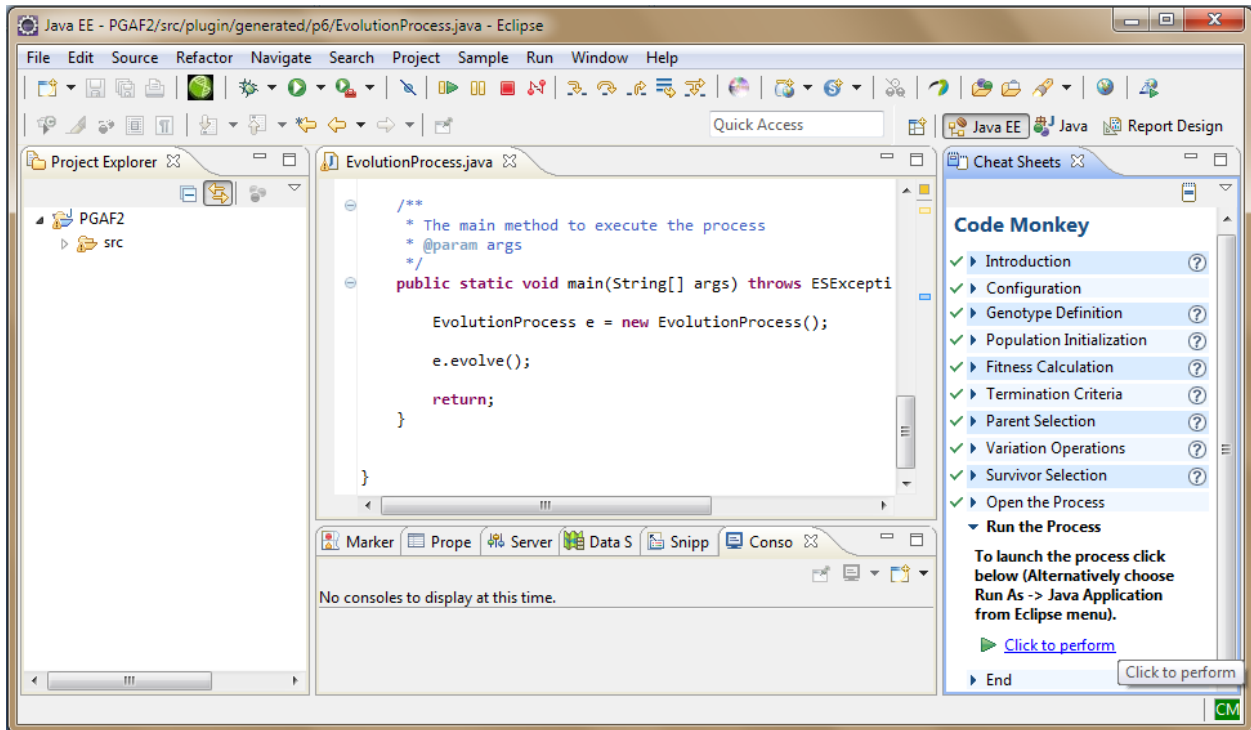 Java EE - PGAF2/src/plugin/generated/p6/EvolutionProcess.java - Eclipse
File Edit Source Refactor Navigate Search Project Sample Run Window Help
Quick Access
Java EE Java Report Design
Project Explorer
PGAF2
src
EvolutionProcess.java
/**
* The main method to execute the process
* @param args
*/
public static void main(String[] args) throws ESExcepti
EvolutionProcess e = new EvolutionProcess();
e.evolve();
return;
}
}
Marker Prope Server Data S Snipp Conso
No consoles to display at this time.
Cheat Sheets
Code Monkey
Introduction
Configuration
Genotype Definition
Population Initialization
Fitness Calculation
Termination Criteria
Parent Selection
Variation Operations
Survivor Selection
Open the Process
Run the Process
To launch the process click
below (Alternatively choose
Run As -> Java Application
from Eclipse menu).
Click to perform
Click to perform
End
CM